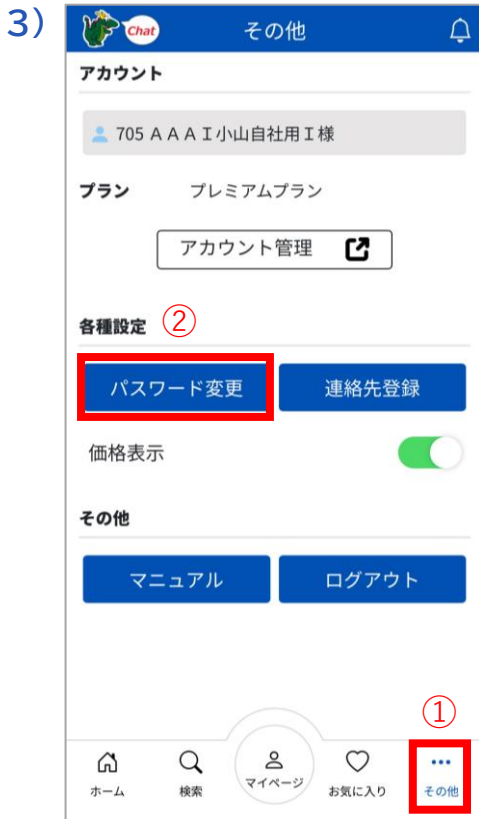 3)
Chat
その他
アカウント
705 ＡＡＡＩ小山自社用Ｉ様
プラン プレミアムプラン
アカウント管理
各種設定 ②
パスワード変更 連絡先登録
価格表示
その他
マニュアル ログアウト
①
ホーム 検索 マイページ お気に入り その他